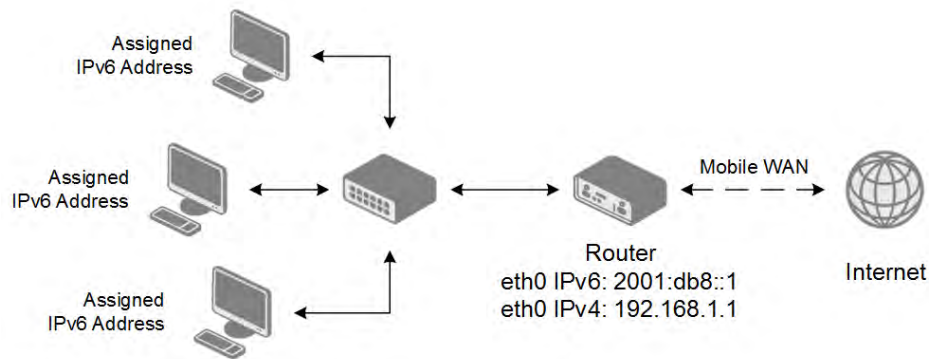 Assigned
IPv6 Address
Assigned
IPv6 Address
Assigned
IPv6 Address
Mobile WAN
Router
eth0 IPv6: 2001:db8::1
eth0 IPv4: 192.168.1.1
Internet